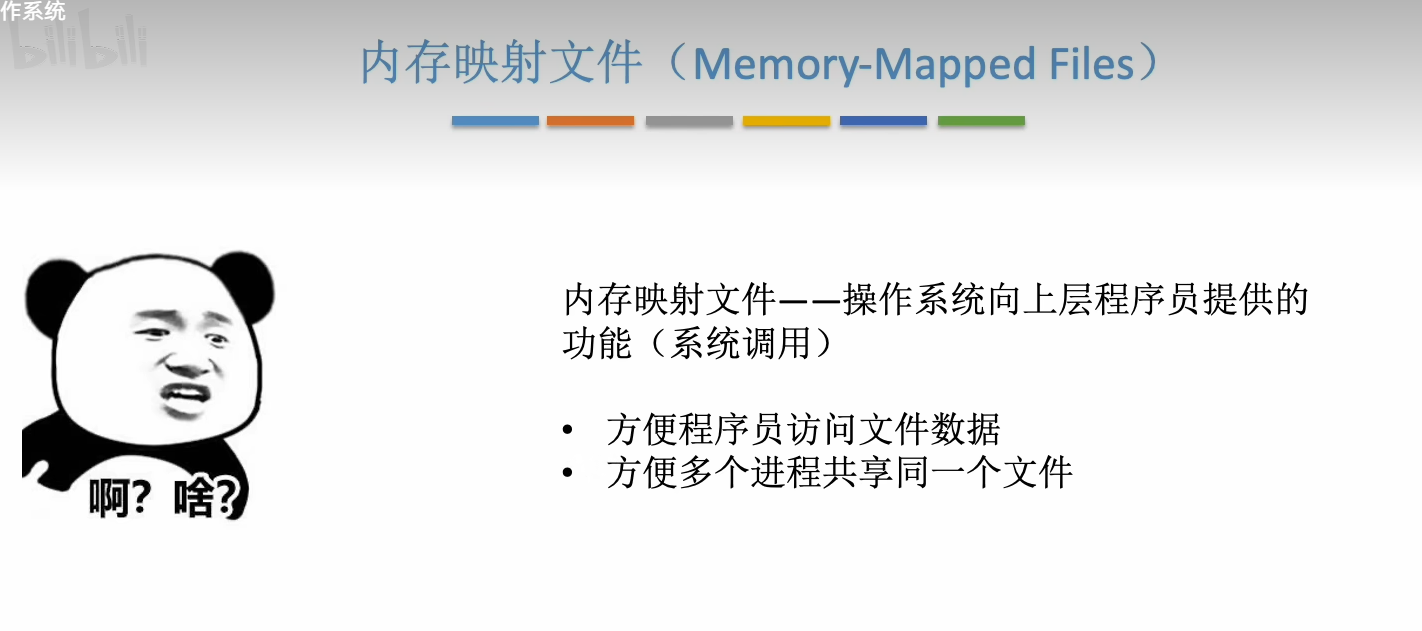 作系统
bilibili
内存映射文件（Memory-Mapped Files）
内存映射文件——操作系统向上层程序员提供的
功能（系统调用）
• 方便程序员访问文件数据
• 方便多个进程共享同一个文件
啊？啥？